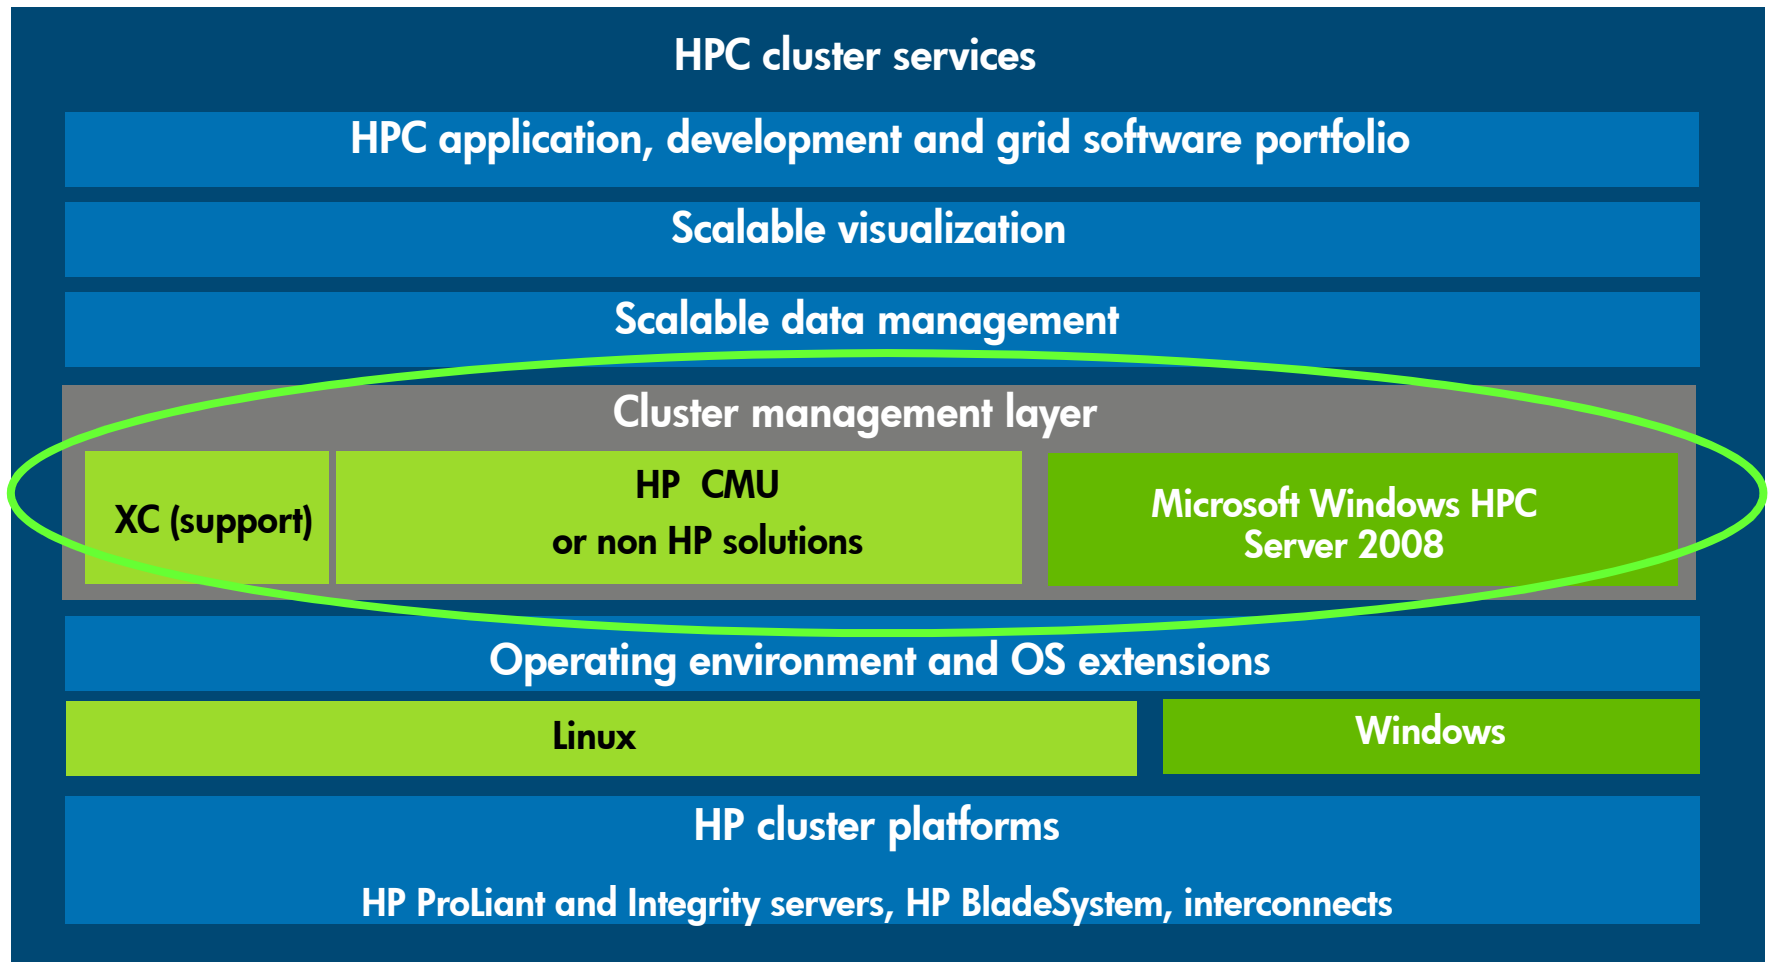 HPC cluster services
HPC application, development and grid software portfolio
Scalable visualization
Scalable data management
Cluster management layer
XC (support)
HP CMU
or non HP solutions
Microsoft Windows HPC
Server 2008
Operating environment and OS extensions
Linux
Windows
HP cluster platforms
HP ProLiant and Integrity servers, HP BladeSystem, interconnects